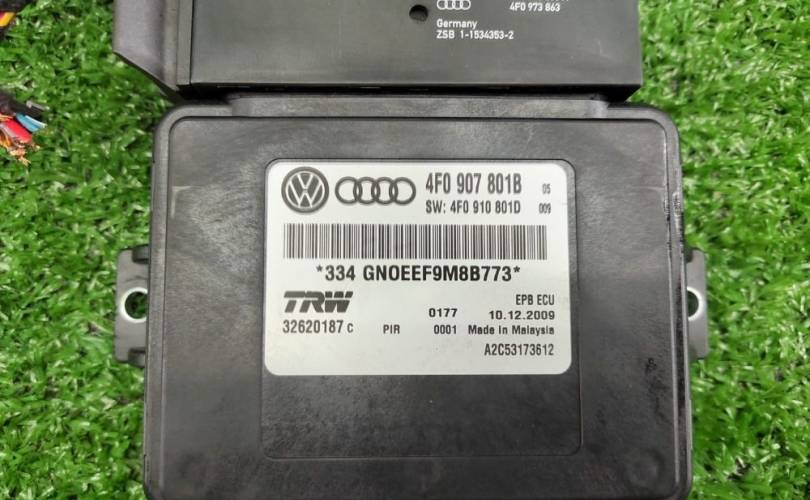 4F0 973 863
Germany
ZSB 1-1534353-2
4F0 907 801B 05
SW: 4F0 910 801D 009
*334 GNOEEF9M8B773*
TRW EPB ECU
0177 10.12.2009
32620187 C PIR 0001 Made in Malaysia
A2C53173612